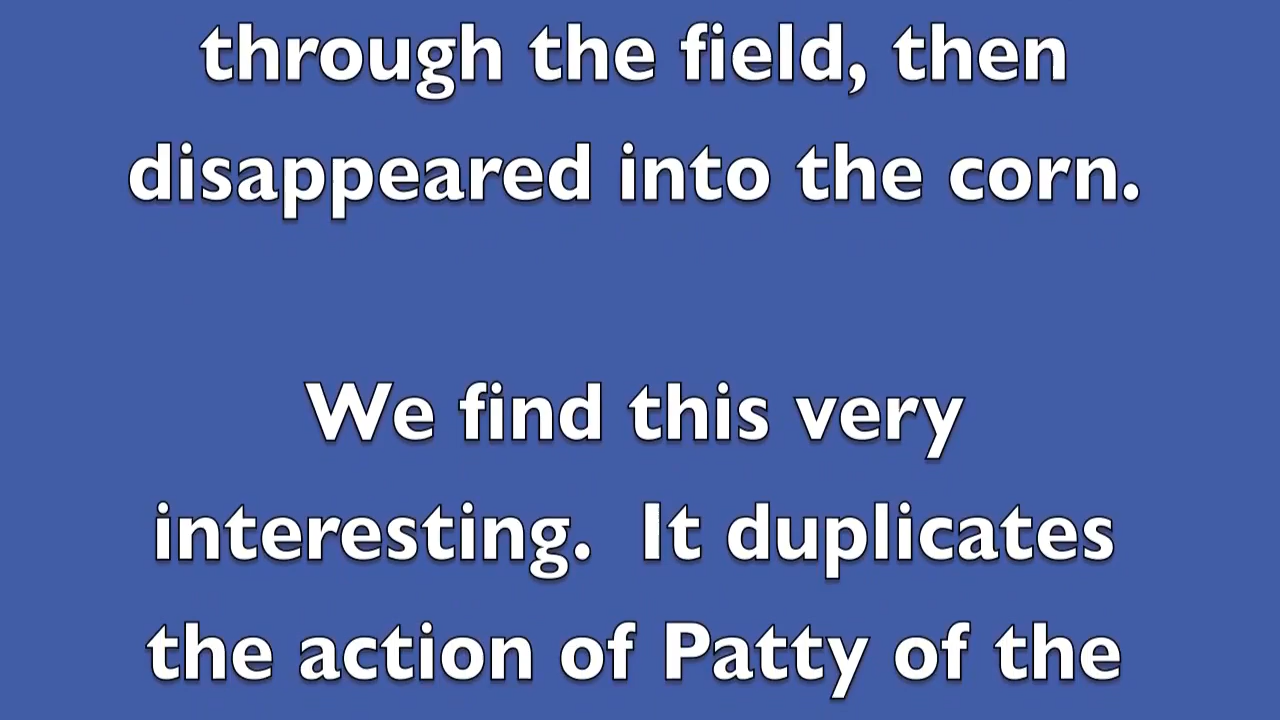 through the field, then
disappeared into the corn.
We find this very
interesting.  It duplicates
the action of Patty of the